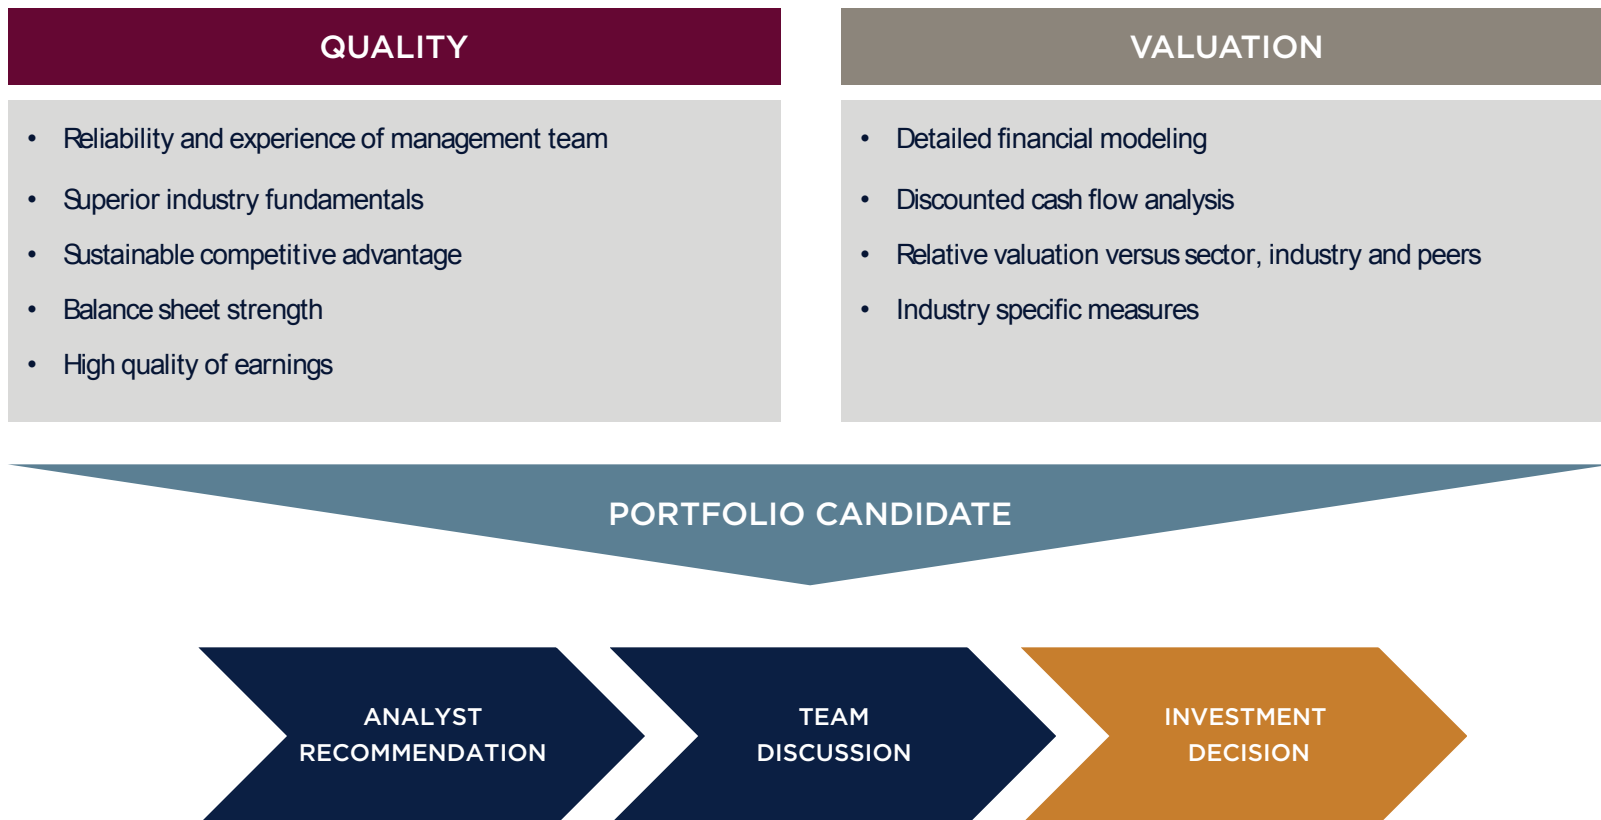 QUALITY
• Reliability and experience of management team
• Superior industry fundamentals
• Sustainable competitive advantage
• Balance sheet strength
• High quality of earnings
VALUATION
• Detailed financial modeling
• Discounted cash flow analysis
• Relative valuation versus sector, industry and peers
• Industry specific measures
PORTFOLIO CANDIDATE
ANALYST
RECOMMENDATION
TEAM
DISCUSSION
INVESTMENT
DECISION